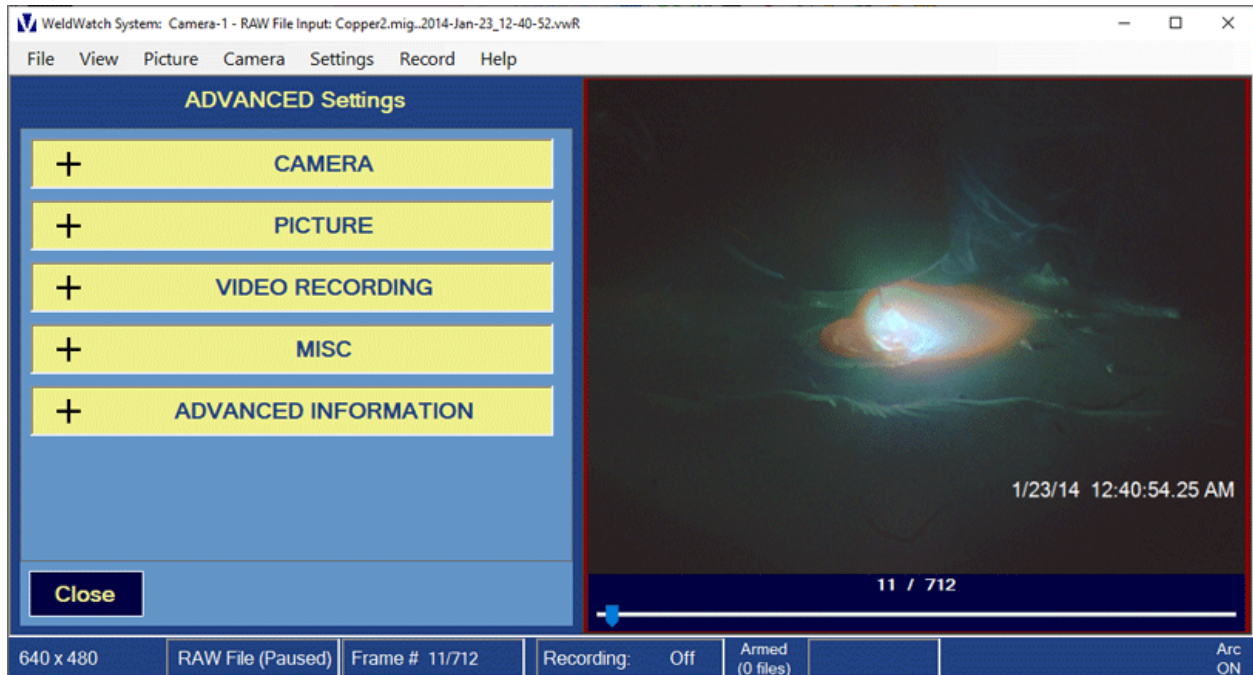 WeldWatch System: Camera-1 - RAW File Input: Copper2.mig..2014-Jan-23_12-40-52.vwR
File View Picture Camera Settings Record Help
ADVANCED Settings
+ CAMERA
+ PICTURE
+ VIDEO RECORDING
+ MISC
+ ADVANCED INFORMATION
Close
1/23/14 12:40:54.25 AM
11 / 712
640 x 480
RAW File (Paused)
Frame # 11/712
Recording: Off
Armed
(0 files)
Arc
ON